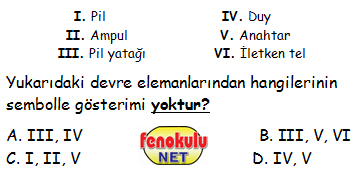 I. Pil IV. Duy
II. Ampul V. Anahtar
III. Pil yatağı VI. İletken tel
Yukarıdaki devre elemanlarından hangilerinin
sembolle gösterimi yoktur?
A. III, IV B. III, V, VI
fenokulu
NET
C. I, II, V D. IV, V